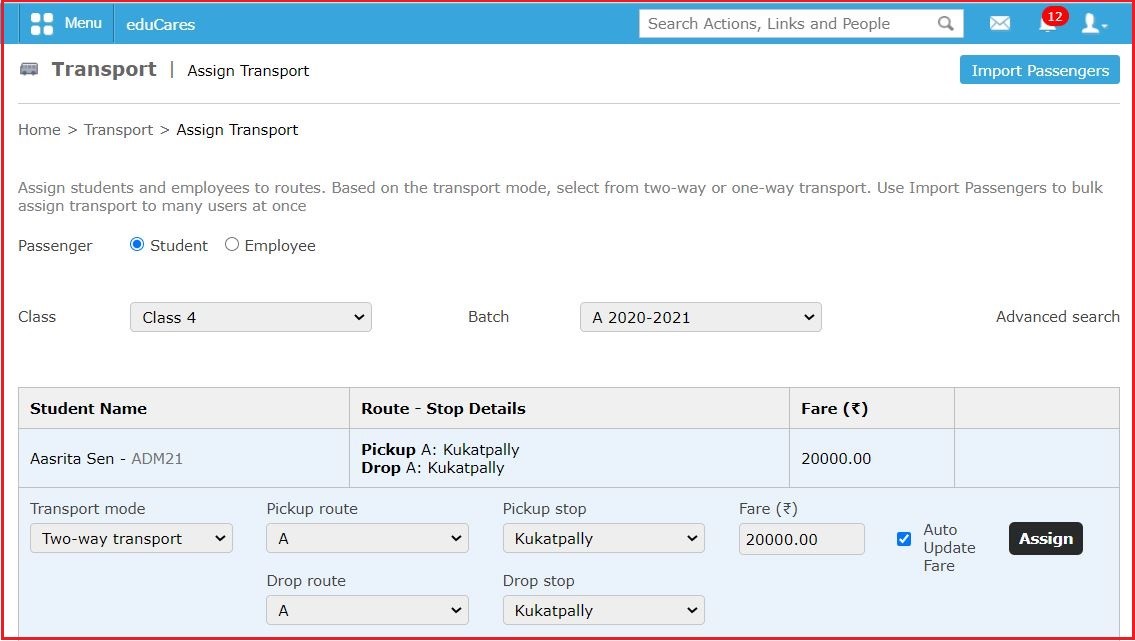 Menu eduCares Search Actions, Links and People 12
Transport | Assign Transport Import Passengers
Home > Transport > Assign Transport
Assign students and employees to routes. Based on the transport mode, select from two-way or one-way transport. Use Import Passengers to bulk
assign transport to many users at once
Passenger Student Employee
Class Class 4 Batch A 2020-2021 Advanced search
Student Name Route - Stop Details Fare (₹)
Aasrita Sen - ADM21 Pickup A: Kukatpally 20000.00
Drop A: Kukatpally
Transport mode Pickup route Pickup stop Fare (₹)
Two-way transport A Kukatpally 20000.00 Auto Assign
Update
Fare
Drop route Drop stop
A Kukatpally